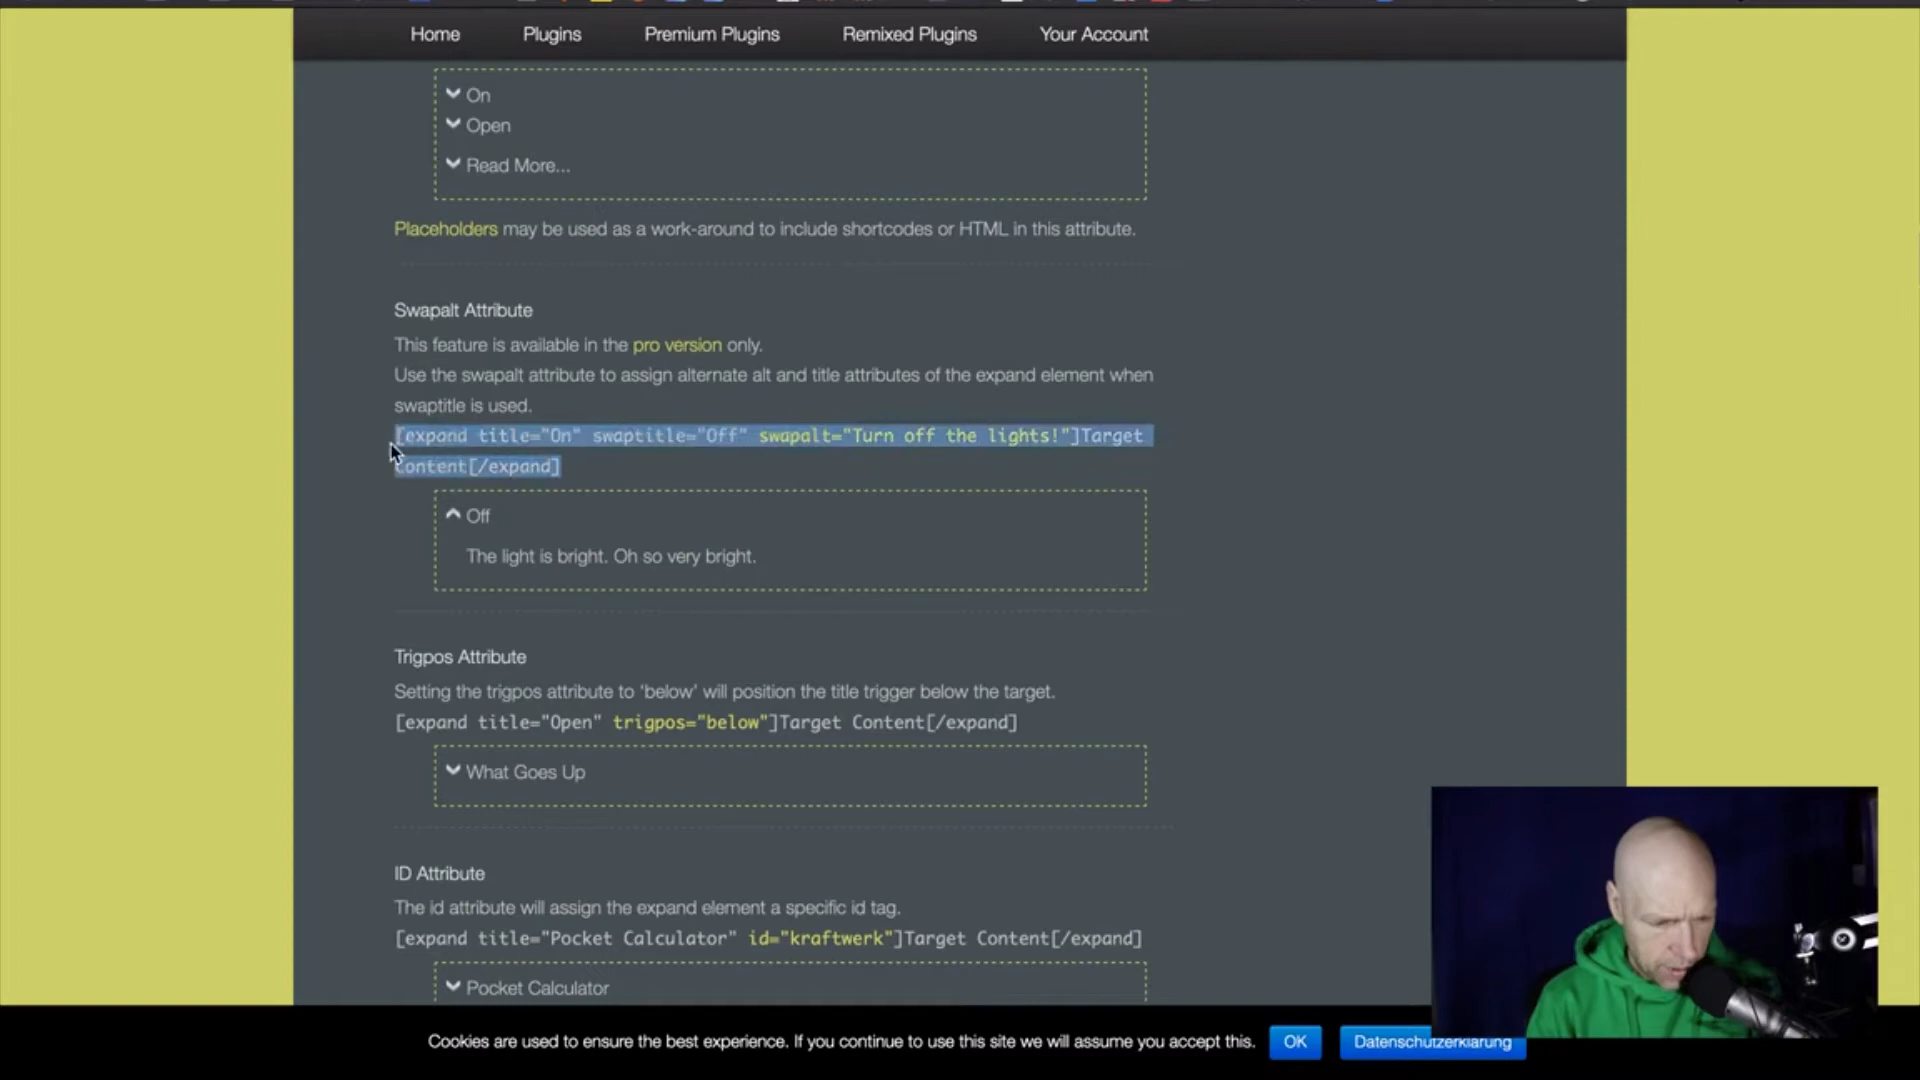 Home Plugins Premium Plugins Remixed Plugins Your Account
On
Open
Read More...
Placeholders may be used as a work-around to include shortcodes or HTML in this attribute.
Swapalt Attribute
This feature is available in the pro version only.
Use the swapalt attribute to assign alternate alt and title attributes of the expand element when
swaptitle is used.
[expand title="On" swaptitle="Off" swapalt="Turn off the lights!"]Target
Content[/expand]
Off
The light is bright. Oh so very bright.
Trigpos Attribute
Setting the trigpos attribute to 'below' will position the title trigger below the target.
[expand title="Open" trigpos="below"]Target Content[/expand]
What Goes Up
ID Attribute
The id attribute will assign the expand element a specific id tag.
[expand title="Pocket Calculator" id="kraftwerk"]Target Content[/expand]
Pocket Calculator
Cookies are used to ensure the best experience. If you continue to use this site we will assume you accept this. OK Datenschutzerklärung